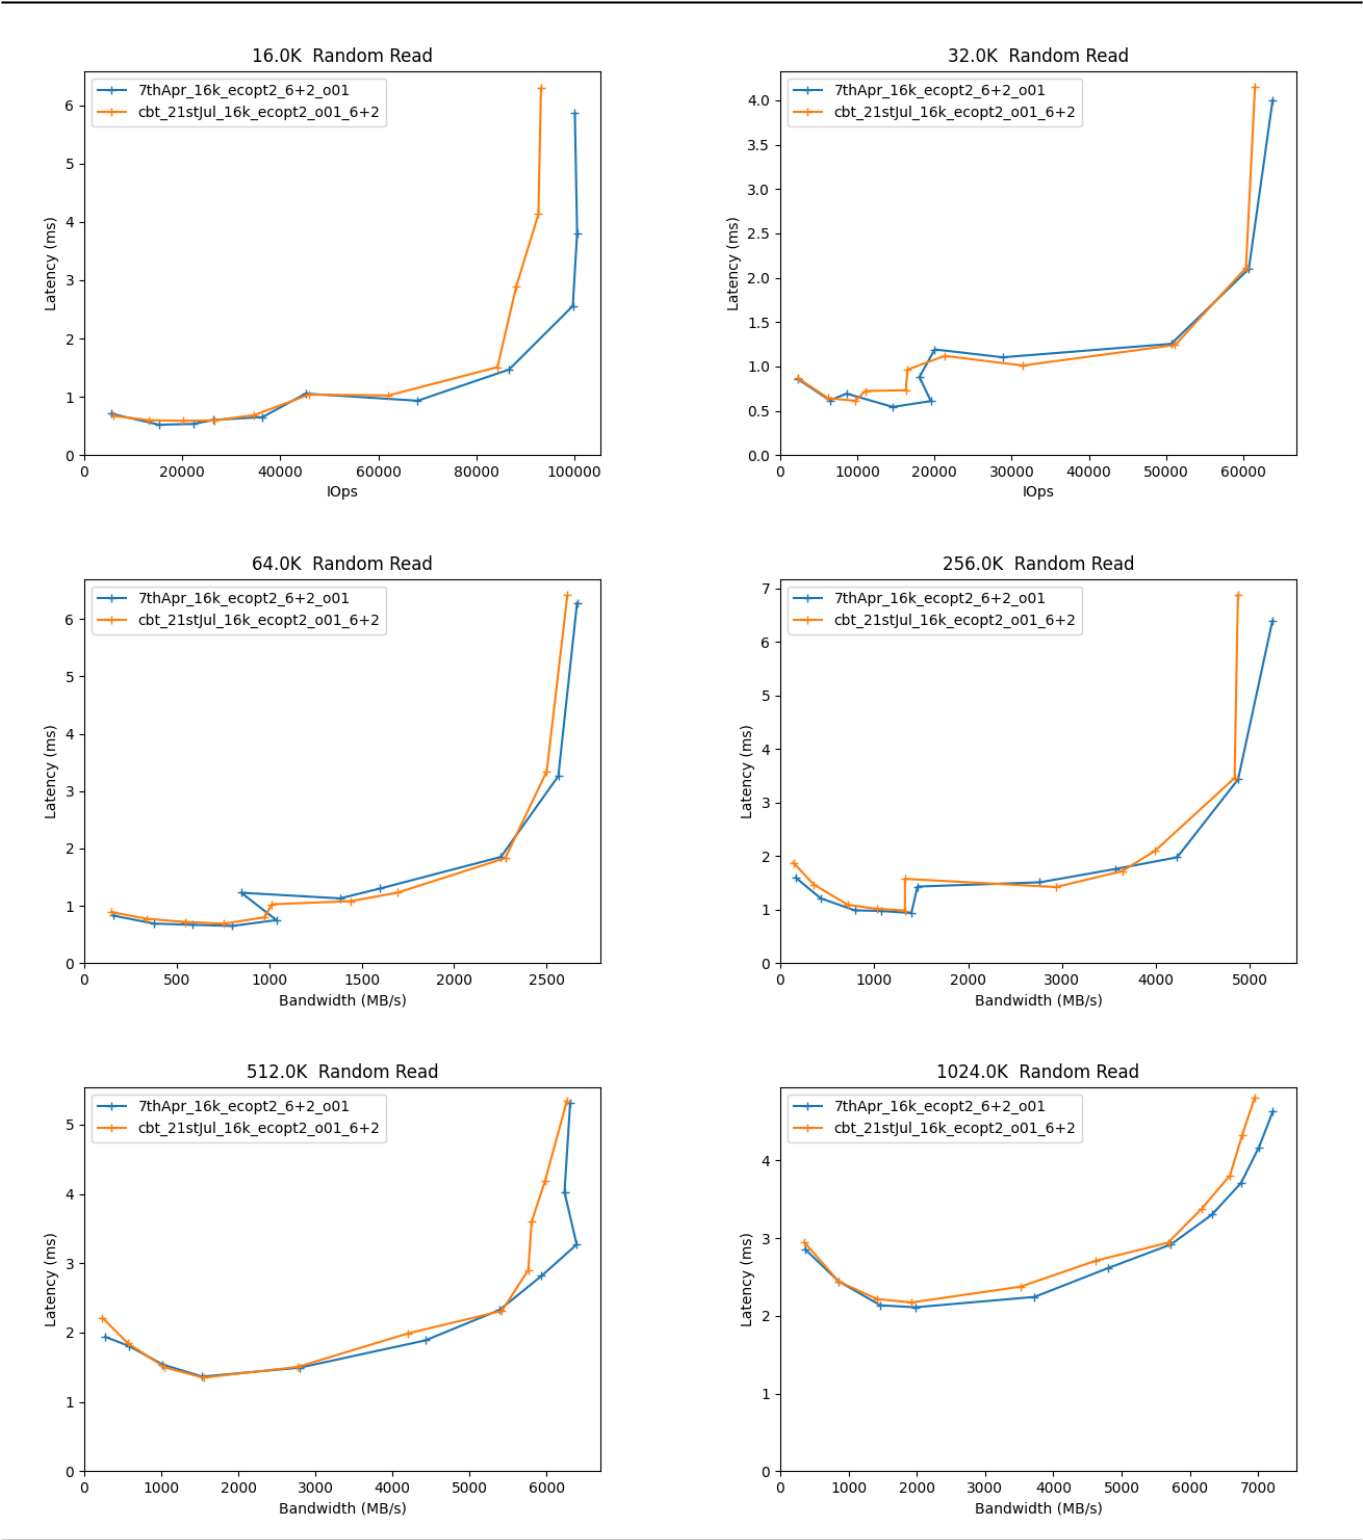 16.0K  Random Read
7thApr_16k_ecopt2_6+2_o01
cbt_21stJul_16k_ecopt2_o01_6+2
Latency (ms)
6
5
4
3
2
1
0
0 20000 40000 60000 80000 100000
IOps
32.0K  Random Read
7thApr_16k_ecopt2_6+2_o01
cbt_21stJul_16k_ecopt2_o01_6+2
Latency (ms)
4.0
3.5
3.0
2.5
2.0
1.5
1.0
0.5
0.0
0 10000 20000 30000 40000 50000 60000
IOps
64.0K  Random Read
7thApr_16k_ecopt2_6+2_o01
cbt_21stJul_16k_ecopt2_o01_6+2
Latency (ms)
6
5
4
3
2
1
0
0 500 1000 1500 2000 2500
Bandwidth (MB/s)
256.0K  Random Read
7thApr_16k_ecopt2_6+2_o01
cbt_21stJul_16k_ecopt2_o01_6+2
Latency (ms)
7
6
5
4
3
2
1
0
0 1000 2000 3000 4000 5000
Bandwidth (MB/s)
512.0K  Random Read
7thApr_16k_ecopt2_6+2_o01
cbt_21stJul_16k_ecopt2_o01_6+2
Latency (ms)
5
4
3
2
1
0
0 1000 2000 3000 4000 5000 6000
Bandwidth (MB/s)
1024.0K  Random Read
7thApr_16k_ecopt2_6+2_o01
cbt_21stJul_16k_ecopt2_o01_6+2
Latency (ms)
4
3
2
1
0
0 1000 2000 3000 4000 5000 6000 7000
Bandwidth (MB/s)